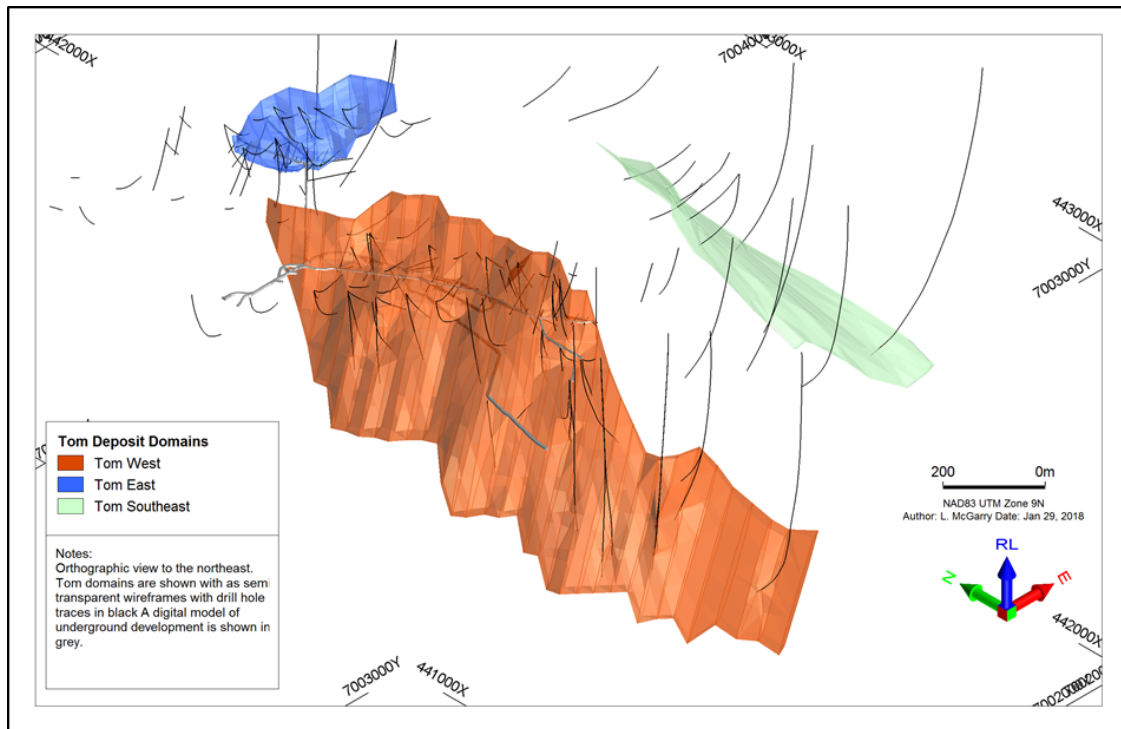 442000X
7004000
3000X
443000X
7003000Y
Tom Deposit Domains
Tom West
Tom East
Tom Southeast
Notes:
Orthographic view to the northeast.
Tom domains are shown with as semi
transparent wireframes with drill hole
traces in black A digital model of
underground development is shown in
grey.
200 0m
NAD83 UTM Zone 9N
Author: L. McGarry Date: Jan 29, 2018
RL
N
E
442000X
7003000Y
441000X